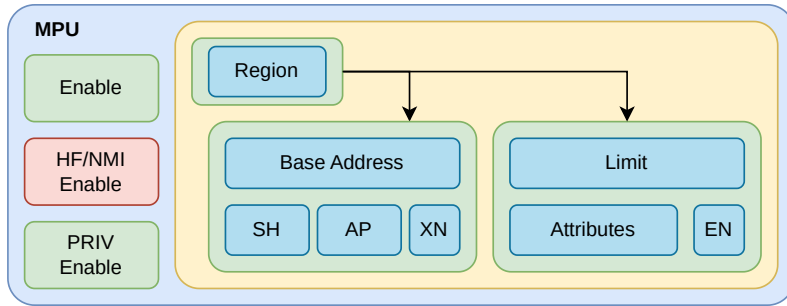 MPU
Enable
HF/NMI
Enable
PRIV
Enable
Region
Base Address
SH
AP
XN
Limit
Attributes
EN